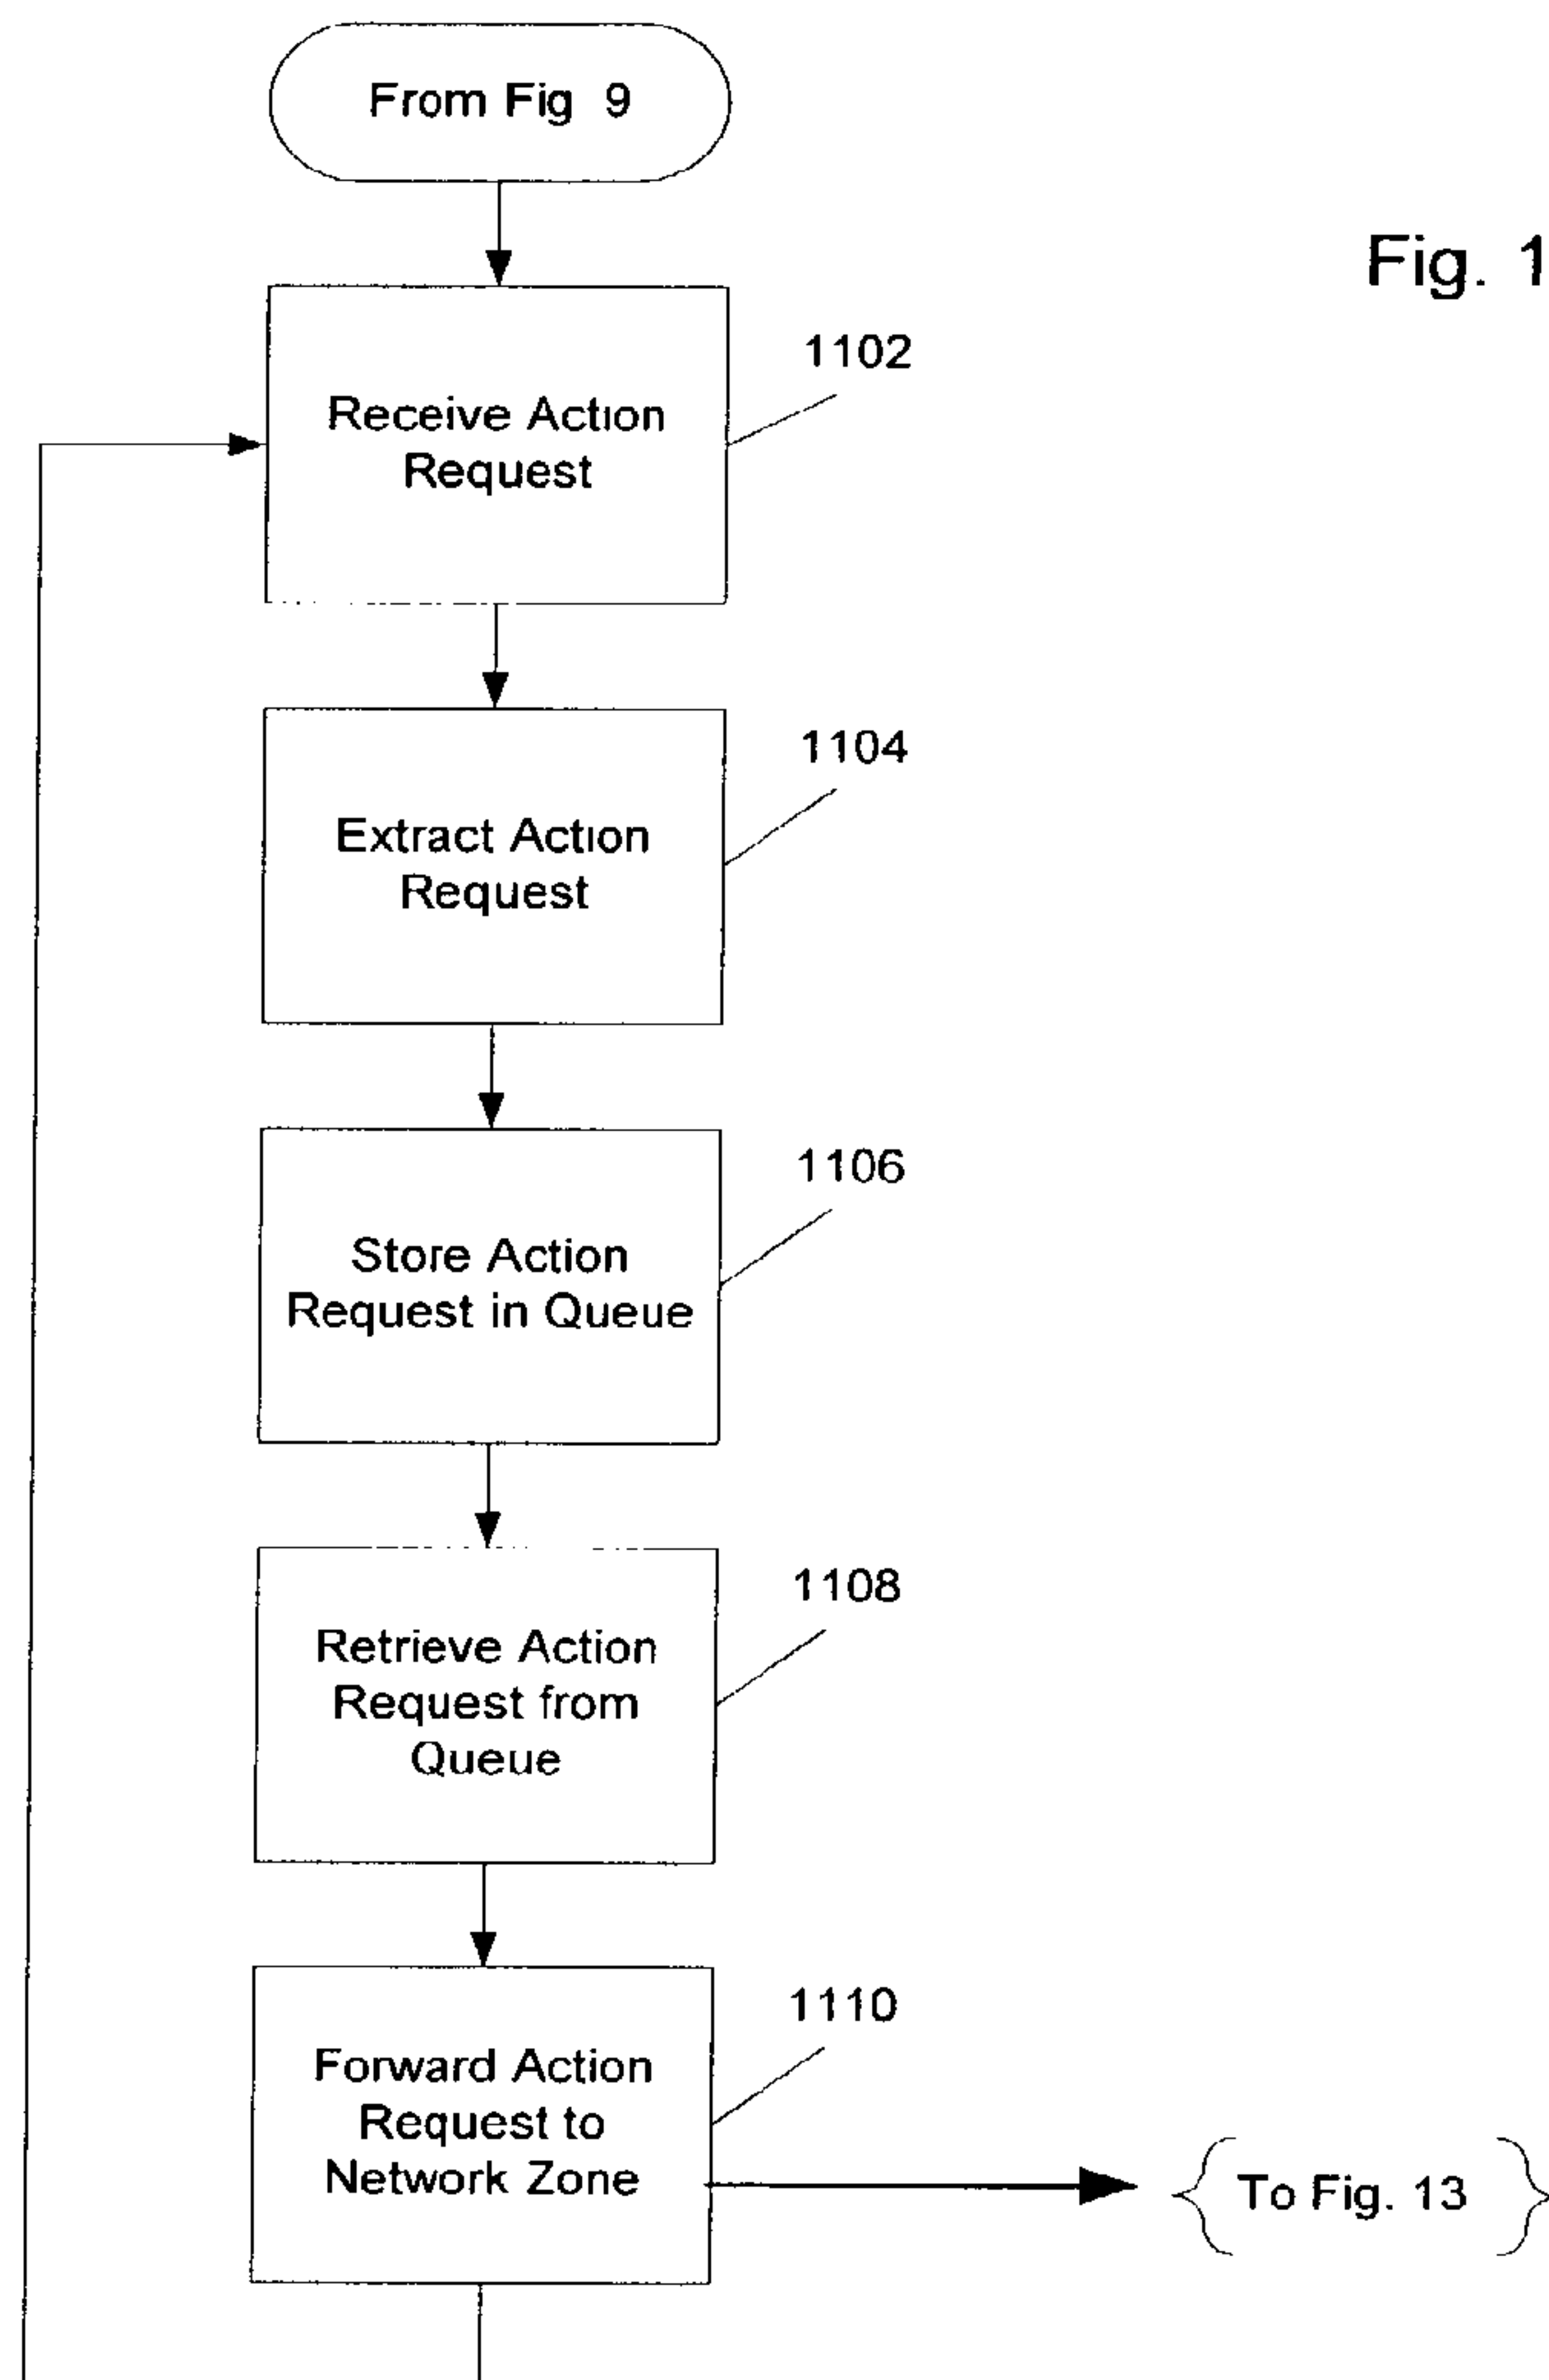 From Fig 9
Fig. 1
1102
Receive Action
Request
1104
Extract Action
Request
1106
Store Action
Request in Queue
1108
Retrieve Action
Request from
Queue
1110
Forward Action
Request to
Network Zone
To Fig. 13